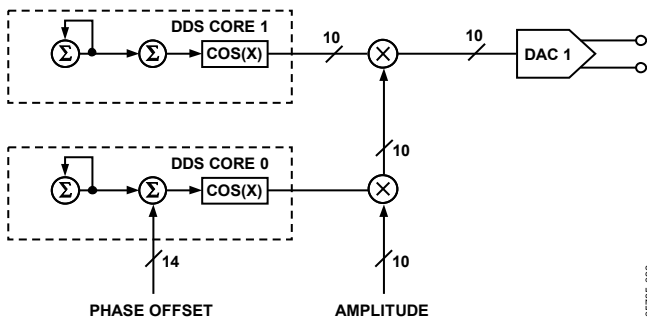 DDS CORE 1
Σ
Σ
COS(X)
10
×
10
DAC 1
10
DDS CORE 0
Σ
Σ
COS(X)
×
14
10
PHASE OFFSET
AMPLITUDE